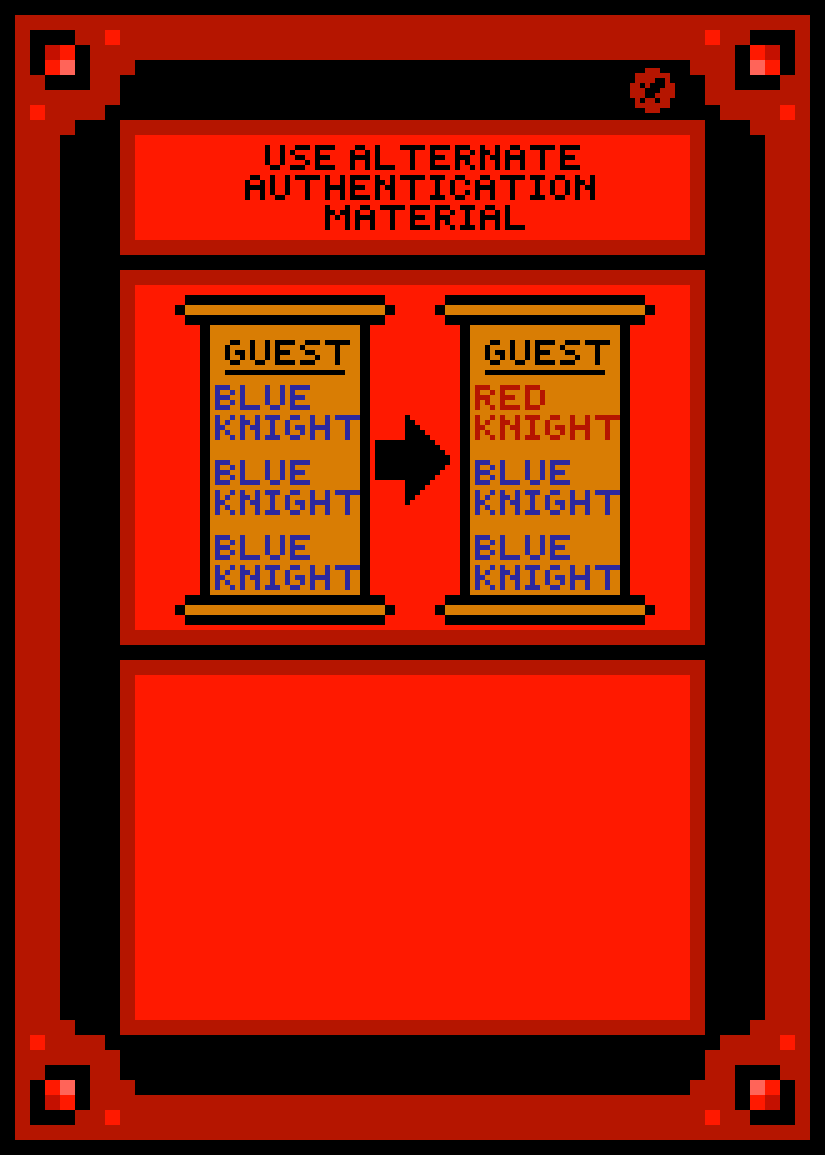 USE ALTERNATE
AUTHENTICATION
MATERIAL
GUEST
BLUE
KNIGHT
BLUE
KNIGHT
BLUE
KNIGHT
GUEST
RED
KNIGHT
BLUE
KNIGHT
BLUE
KNIGHT